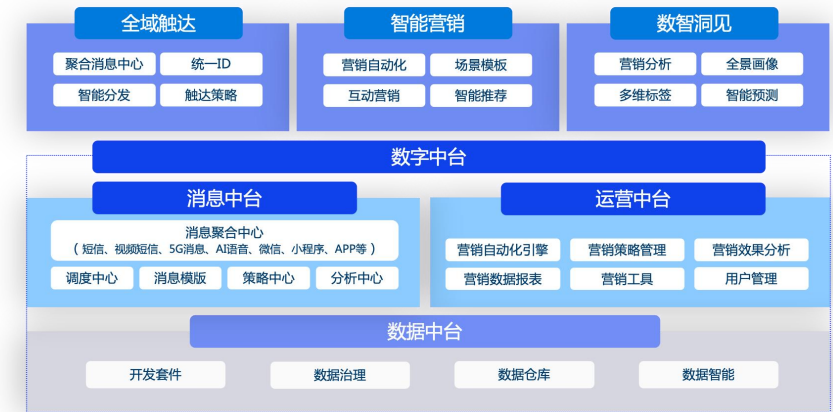 全域触达
智能营销
数智洞见
聚合消息中心
统一ID
智能分发
触达策略
营销自动化
场景模板
互动营销
智能推荐
营销分析
全景画像
多维标签
智能预测
数字中台
消息中台
运营中台
消息聚合中心
(短信、视频短信、5G消息、AI语音、微信、小程序、APP等)
调度中心
消息模版
策略中心
分析中心
营销自动化引擎
营销策略管理
营销效果分析
营销数据报表
营销工具
用户管理
数据中台
开发套件
数据治理
数据仓库
数据智能